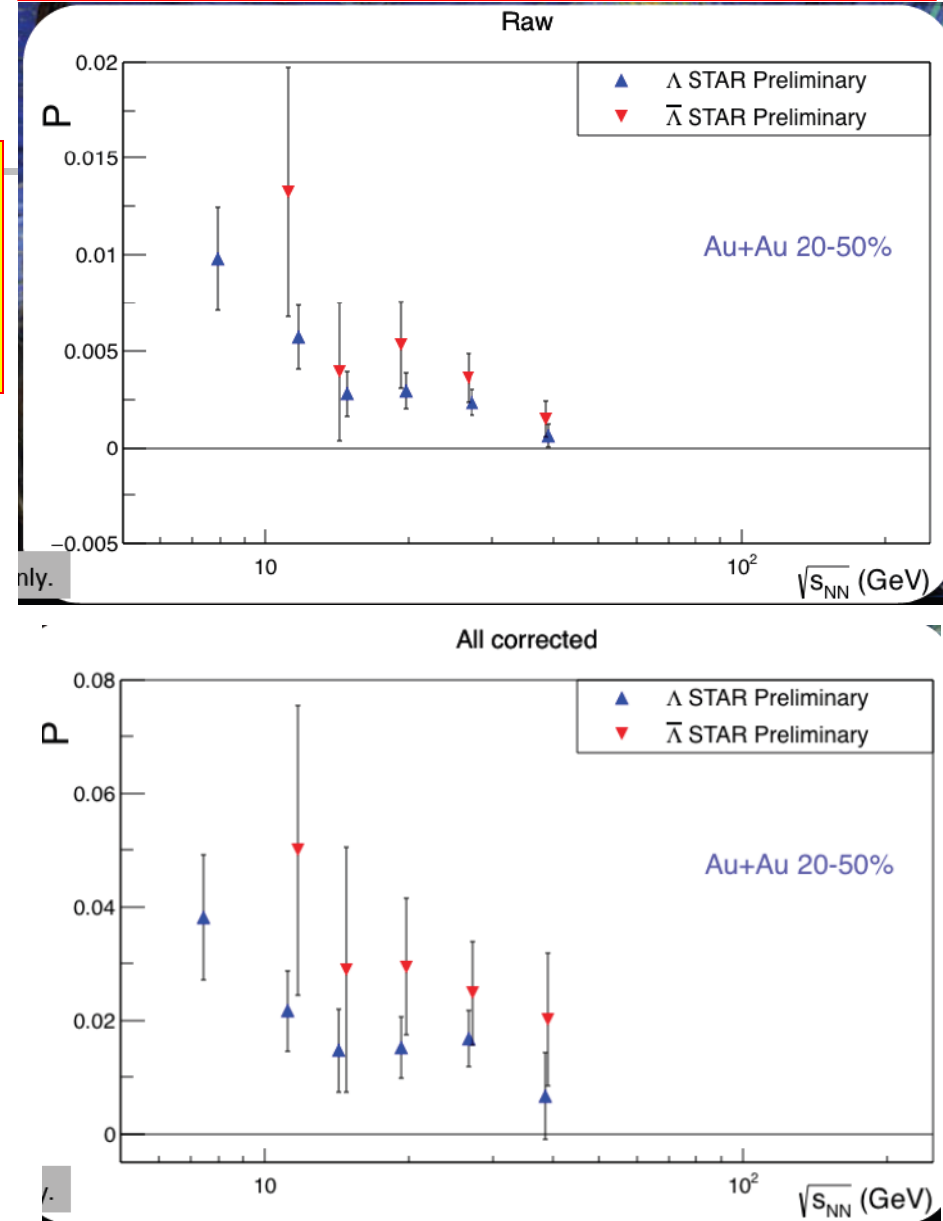 Raw
0.02
P
Λ STAR Preliminary
Λ̅ STAR Preliminary
0.015
Au+Au 20-50%
0.01
0.005
0
−0.005
nly.
10
10²
√sNN (GeV)
All corrected
0.08
P
Λ STAR Preliminary
Λ̅ STAR Preliminary
0.06
Au+Au 20-50%
0.04
0.02
0
y.
10
10²
√sNN (GeV)